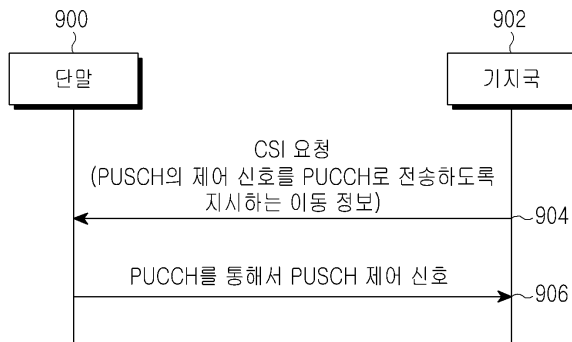 900
902
단말
기지국
CSI 요청
(PUSCH의 제어 신호를 PUCCH로 전송하도록
지시하는 이동 정보)
904
PUCCH를 통해서 PUSCH 제어 신호
906